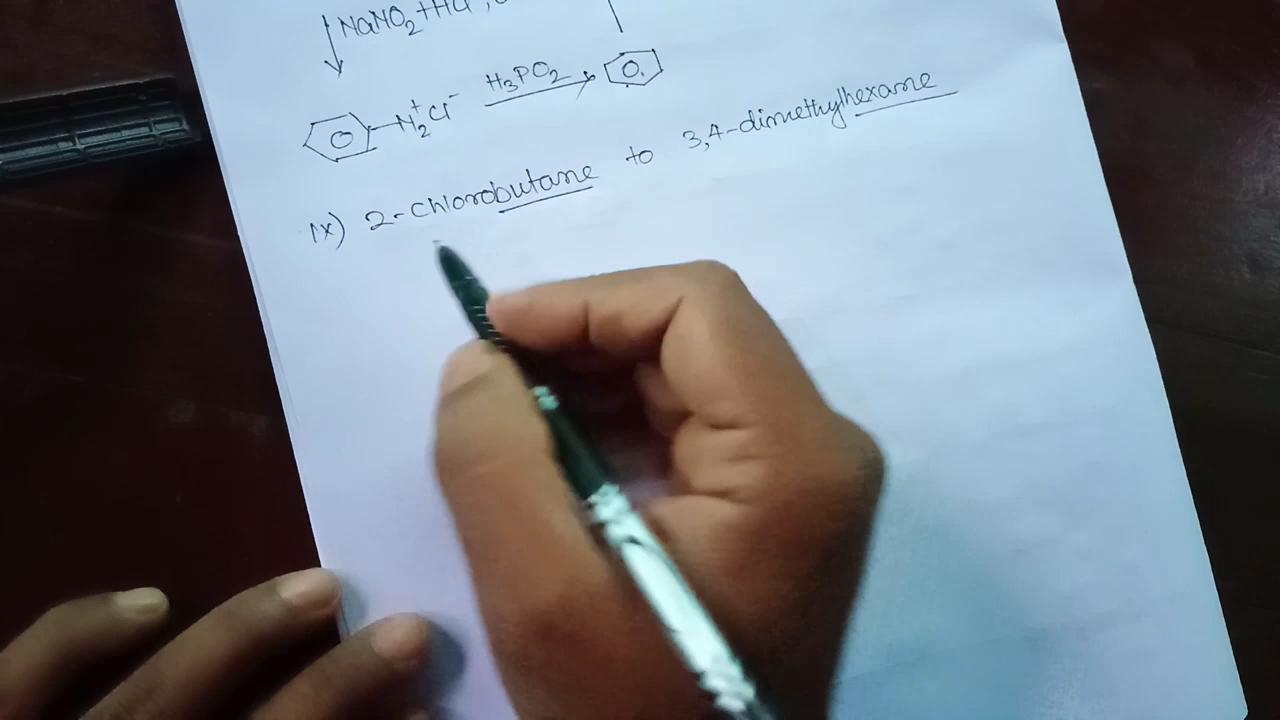 NaNO2+HCl
H3PO2
N2+Cl-
ix) 2-chlorobutane to 3,4-dimethylhexane